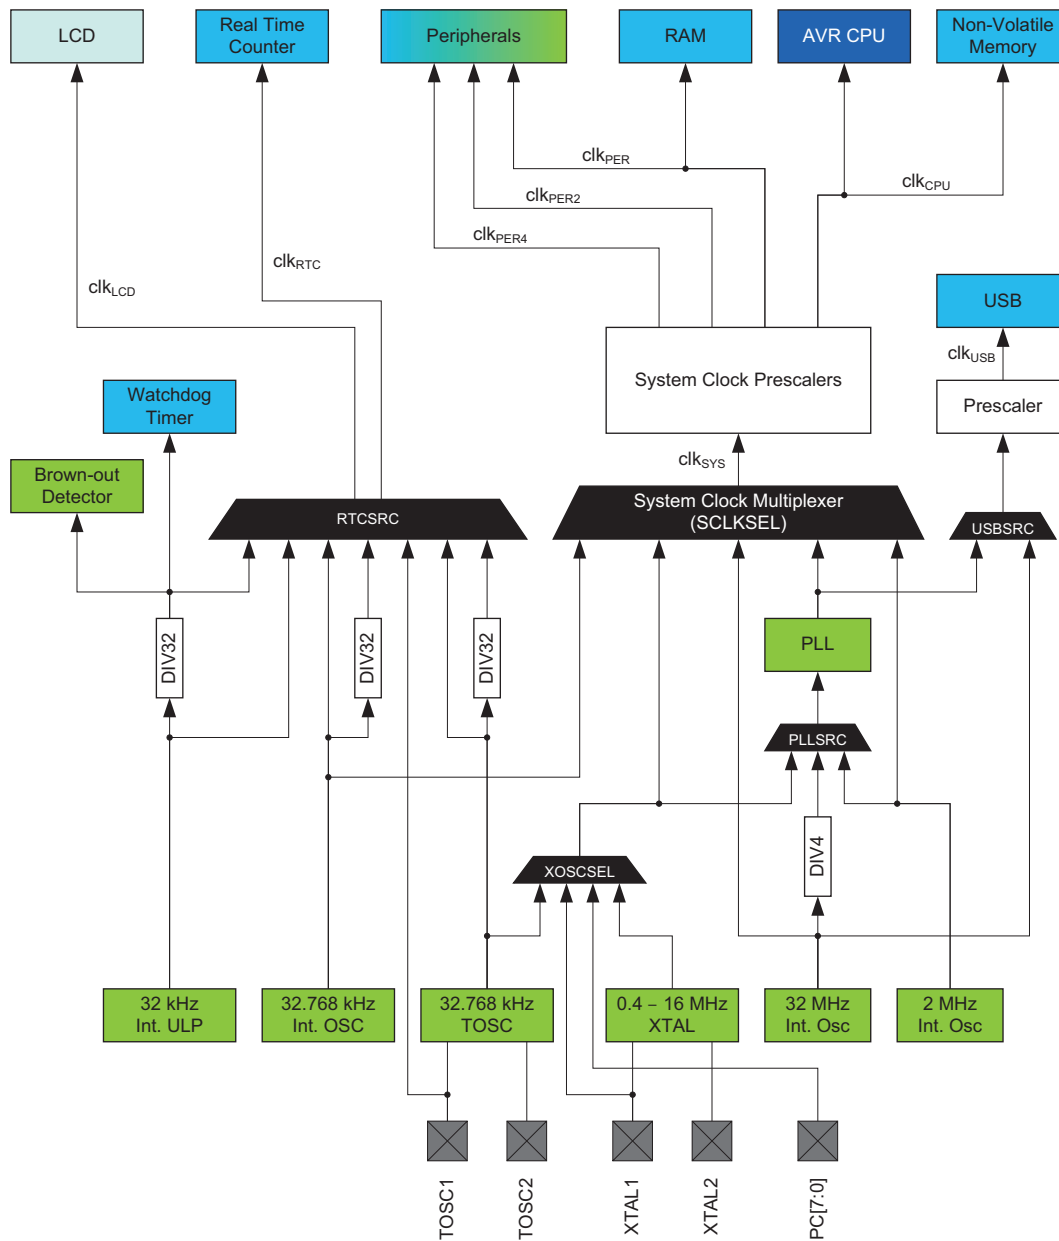 LCD
Real Time
Counter
Peripherals
RAM
AVR CPU
Non-Volatile
Memory
clkPER
clkCPU
clkPER2
clkPER4
clkRTC
clkLCD
USB
clkUSB
System Clock Prescalers
Prescaler
Watchdog
Timer
clkSYS
Brown-out
Detector
RTCSRC
System Clock Multiplexer
(SCLKSEL)
USBSRC
DIV32
DIV32
DIV32
PLL
PLLSRC
DIV4
XOSCSEL
32 kHz
Int. ULP
32.768 kHz
Int. OSC
32.768 kHz
TOSC
0.4 – 16 MHz
XTAL
32 MHz
Int. Osc
2 MHz
Int. Osc
TOSC1
TOSC2
XTAL1
XTAL2
PC[7:0]